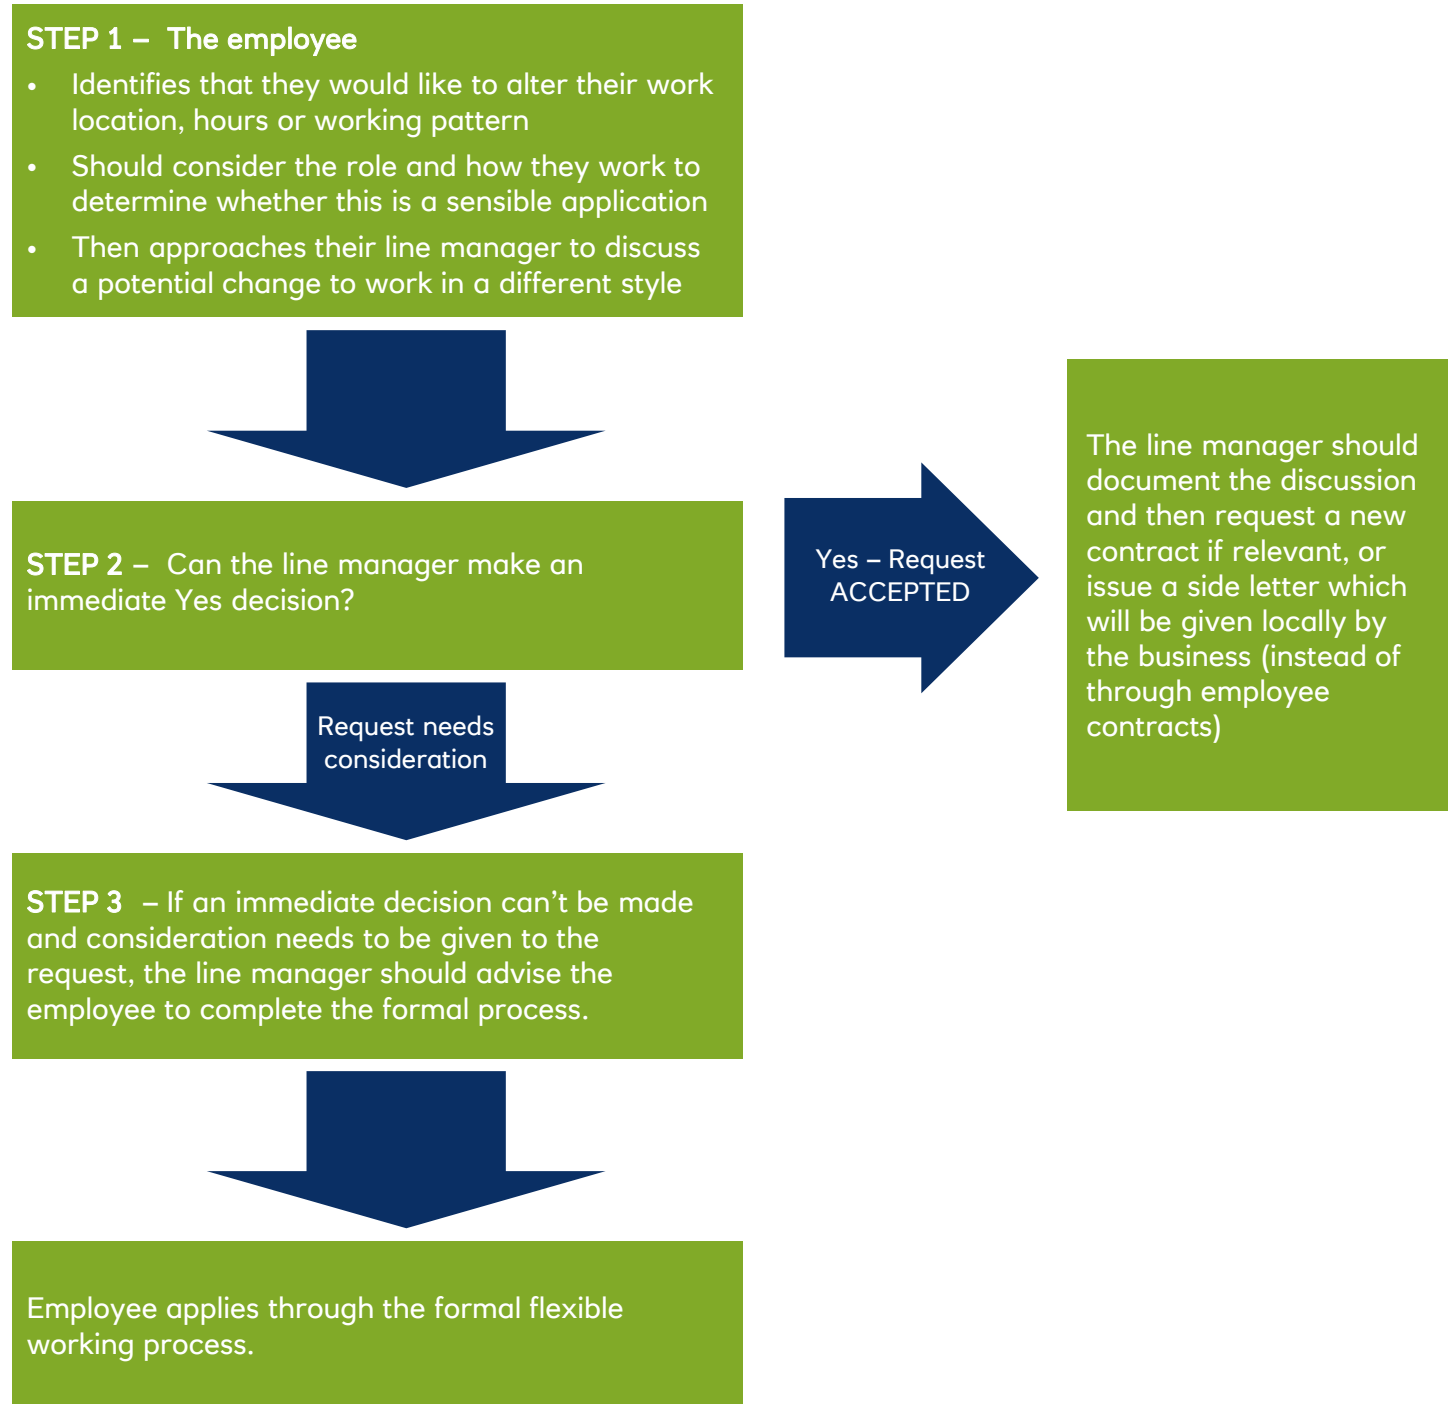 STEP 1 – The employee
• Identifies that they would like to alter their work
location, hours or working pattern
• Should consider the role and how they work to
determine whether this is a sensible application
• Then approaches their line manager to discuss
a potential change to work in a different style
STEP 2 – Can the line manager make an
immediate Yes decision?
Yes – Request
ACCEPTED
The line manager should
document the discussion
and then request a new
contract if relevant, or
issue a side letter which
will be given locally by
the business (instead of
through employee
contracts)
Request needs
consideration
STEP 3 – If an immediate decision can’t be made
and consideration needs to be given to the
request, the line manager should advise the
employee to complete the formal process.
Employee applies through the formal flexible
working process.